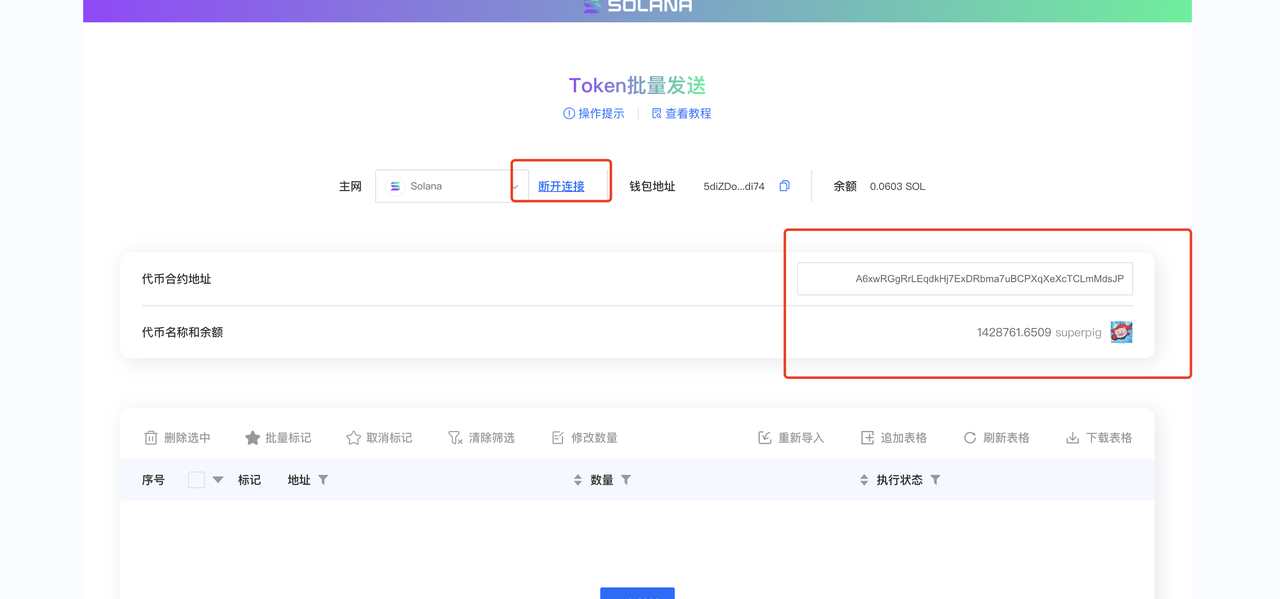 SOLANA
Token批量发送
操作提示 查看教程
主网 Solana 断开连接 钱包地址 5diZDo...di74 余额 0.0603 SOL
代币合约地址 A6xwRGgRrLEqdkHj7ExDRbma7uBCPXqXeXcTCLmMdsJP
代币名称和余额 1428761.6509 superpig
删除选中 批量标记 取消标记 清除筛选 修改数量 重新导入 追加表格 刷新表格 下载表格
序号 标记 地址 数量 执行状态